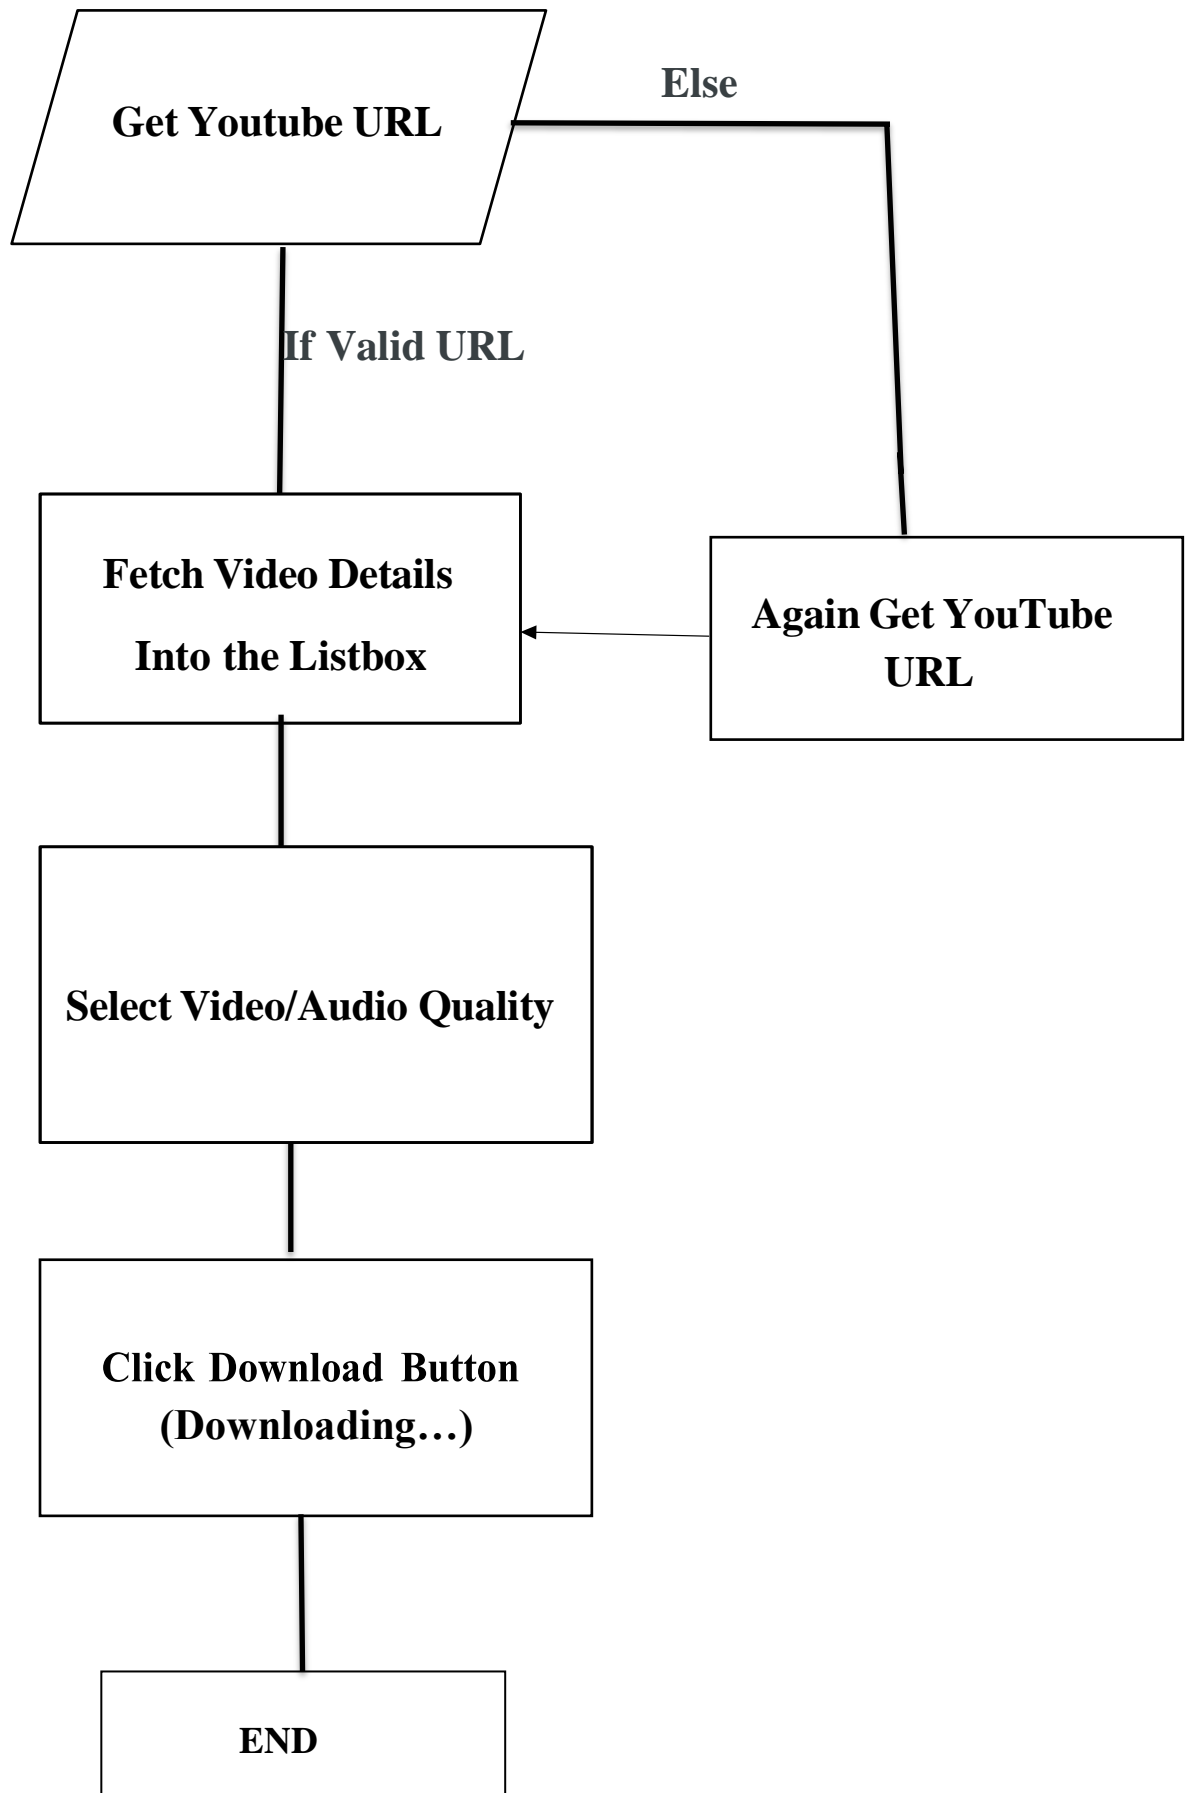 Get Youtube URL
Else
If Valid URL
Fetch Video Details
Into the Listbox
Again Get YouTube
URL
Select Video/Audio Quality
Click Download Button
(Downloading…)
END